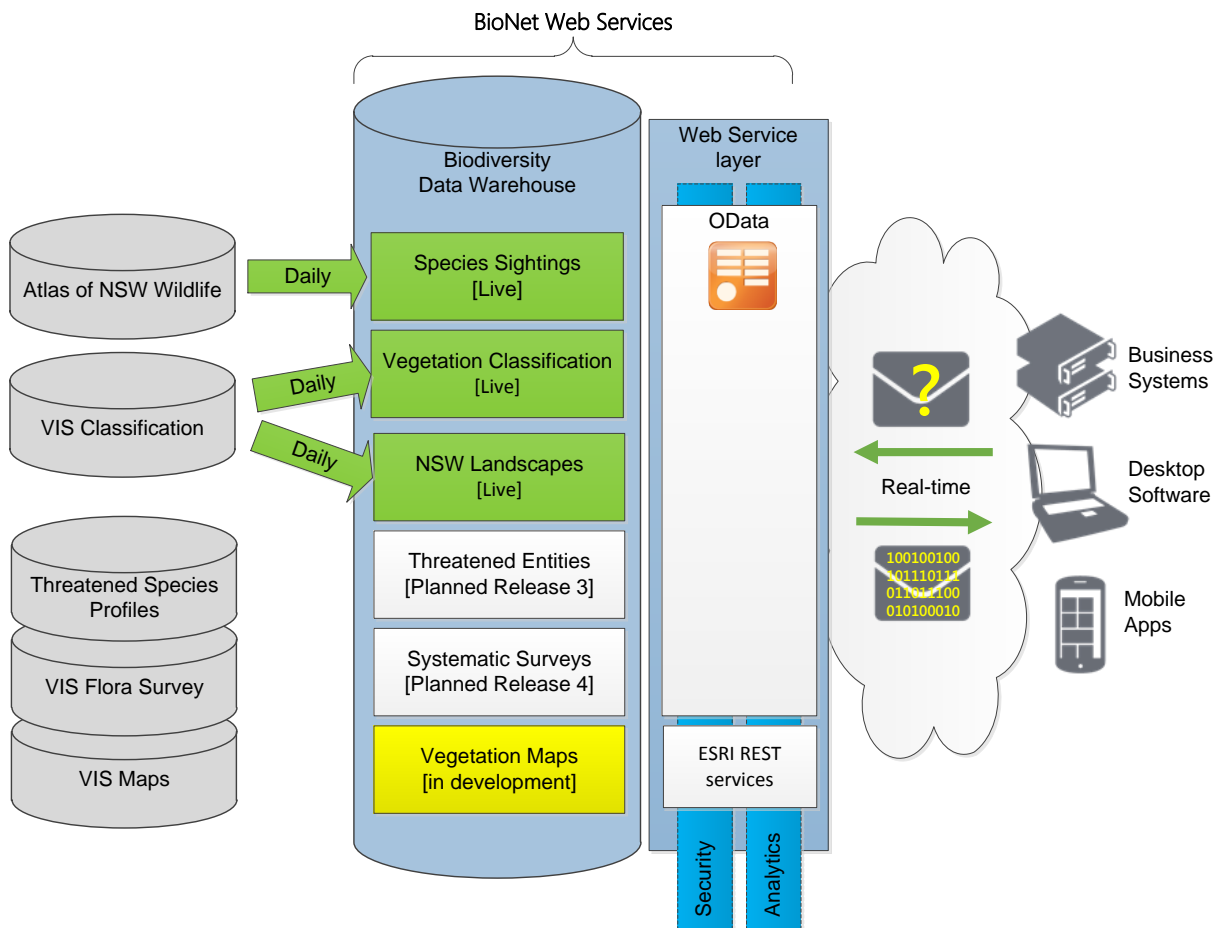 BioNet Web Services
Biodiversity
Data Warehouse
Web Service
layer
OData
Atlas of NSW Wildlife
Daily
Species Sightings
[Live]
VIS Classification
Daily
Vegetation Classification
[Live]
Daily
NSW Landscapes
[Live]
Threatened Species
Profiles
VIS Flora Survey
VIS Maps
Threatened Entities
[Planned Release 3]
Systematic Surveys
[Planned Release 4]
Vegetation Maps
[in development]
ESRI REST
services
Security
Analytics
?
Real-time
100100100
101110111
011011100
010100010
Business
Systems
Desktop
Software
Mobile
Apps